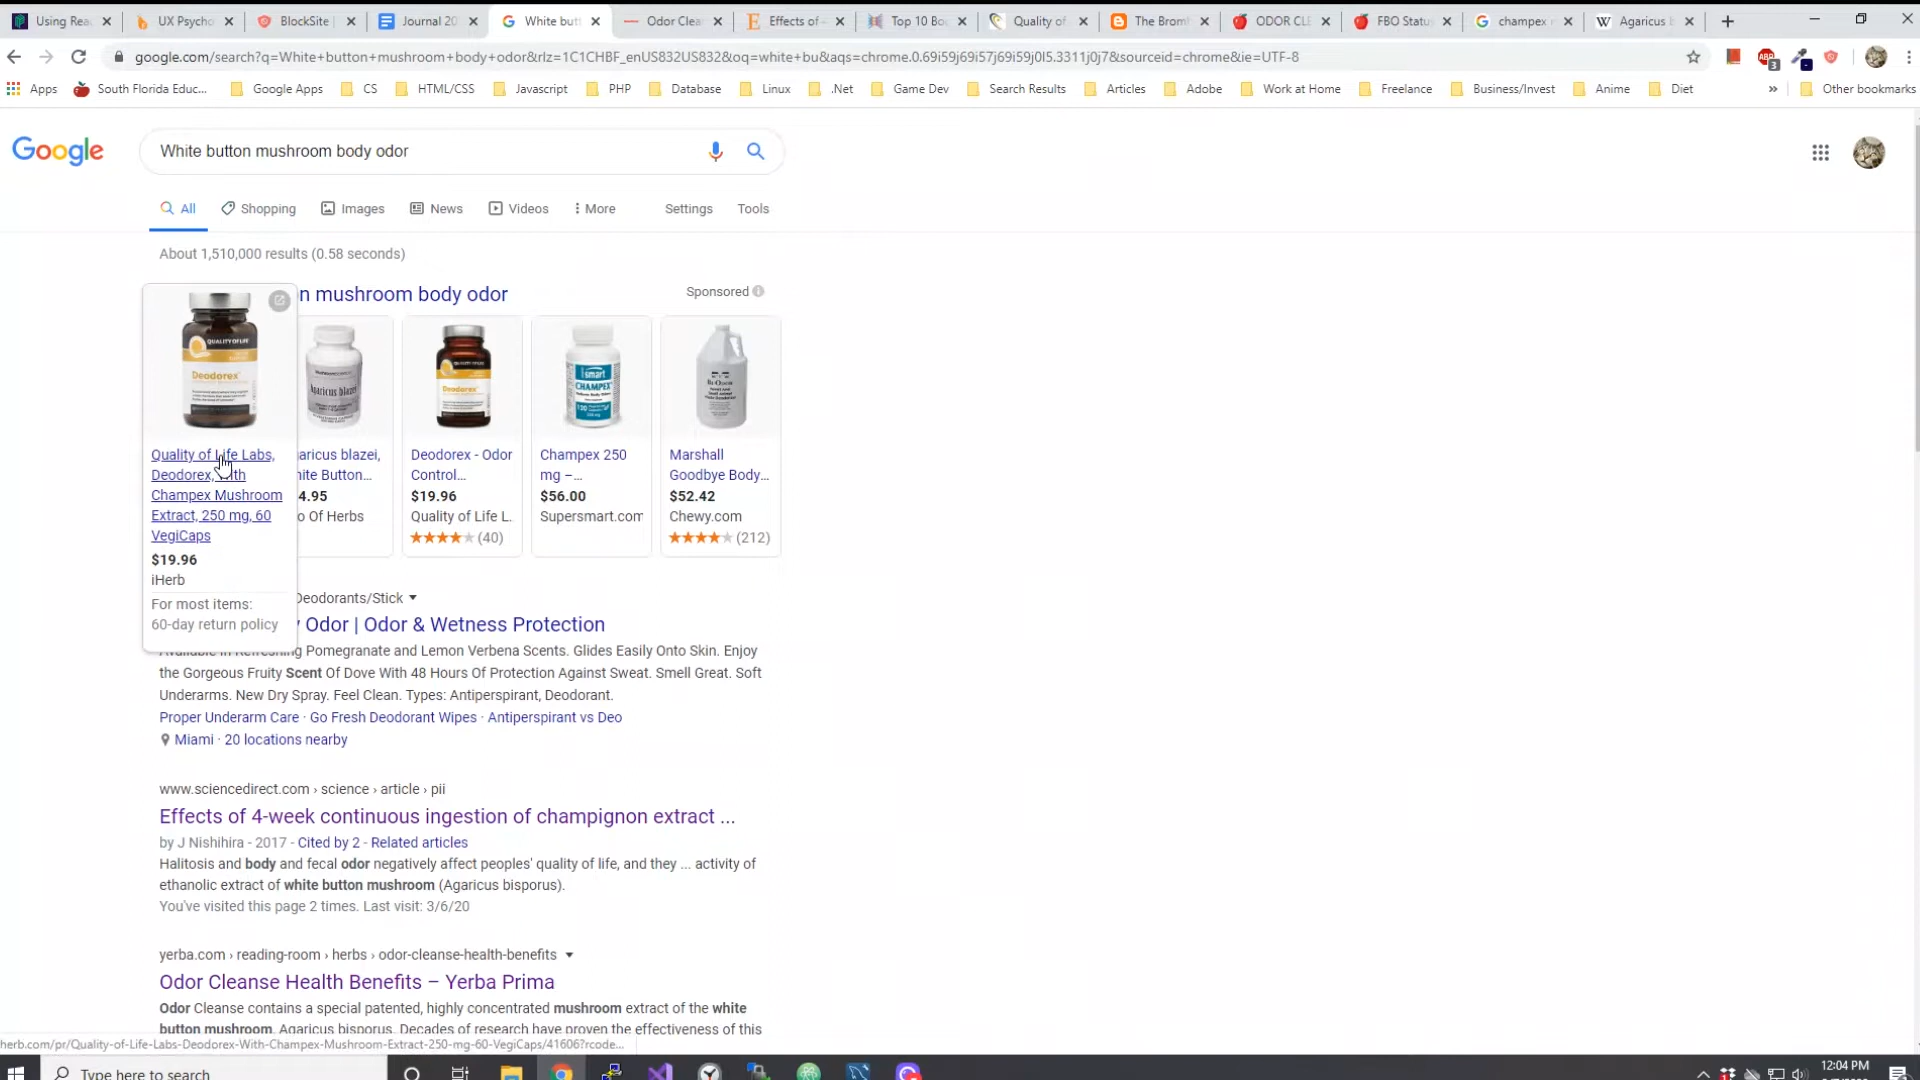 Using Rea
UX Psycho
BlockSite |
Journal 20
White butt
Odor Clea
Effects of
Top 10 Bo
Quality of
The Brom
ODOR CLE
FBO Statu
champex
Agaricus b
google.com/search?q=White+button+mushroom+body+odor&rlz=1C1CHBF_enUS832US832&oq=white+bu&aqs=chrome.0.69i59j69i57j69i59j0l5.3311j0j7&sourceid=chrome&ie=UTF-8
Apps
South Florida Educ...
Google Apps
CS
HTML/CSS
Javascript
PHP
Database
Linux
.Net
Game Dev
Search Results
Articles
Adobe
Work at Home
Freelance
Business/Invest
Anime
Diet
»
Other bookmarks
Google
White button mushroom body odor
All
Shopping
Images
News
Videos
More
Settings
Tools
About 1,510,000 results (0.58 seconds)
n mushroom body odor
Sponsored
QUALITY OF LIFE
Deodorex
Agaricus blazei
Deodorex
smart
CHAMPEX
Quality of Life Labs,
Deodorex, with
Champex Mushroom
Extract, 250 mg, 60
VegiCaps
$19.96
iHerb
For most items:
60-day return policy
aricus blazei,
hite Button...
4.95
o Of Herbs
Deodorex - Odor
Control...
$19.96
Quality of Life L.
(40)
Champex 250
mg –...
$56.00
Supersmart.com
Marshall
Goodbye Body...
$52.42
Chewy.com
(212)
Deodorants/Stick
Odor | Odor & Wetness Protection
Available In Refreshing Pomegranate and Lemon Verbena Scents. Glides Easily Onto Skin. Enjoy
the Gorgeous Fruity Scent Of Dove With 48 Hours Of Protection Against Sweat. Smell Great. Soft
Underarms. New Dry Spray. Feel Clean. Types: Antiperspirant, Deodorant.
Proper Underarm Care · Go Fresh Deodorant Wipes · Antiperspirant vs Deo
Miami · 20 locations nearby
www.sciencedirect.com › science › article › pii
Effects of 4-week continuous ingestion of champignon extract ...
by J Nishihira - 2017 - Cited by 2 - Related articles
Halitosis and body and fecal odor negatively affect peoples' quality of life, and they ... activity of
ethanolic extract of white button mushroom (Agaricus bisporus).
You've visited this page 2 times. Last visit: 3/6/20
yerba.com › reading-room › herbs › odor-cleanse-health-benefits
Odor Cleanse Health Benefits – Yerba Prima
Odor Cleanse contains a special patented, highly concentrated mushroom extract of the white
button mushroom, Agaricus bisporus. Decades of research have proven the effectiveness of this
herb.com/pr/Quality-of-Life-Labs-Deodorex-With-Champex-Mushroom-Extract-250-mg-60-VegiCaps/41606?rcode...
Type here to search
12:04 PM